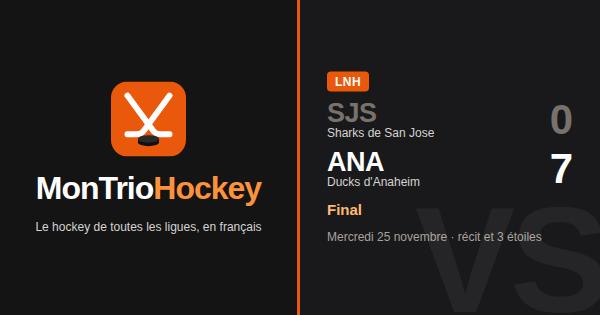 MonTrioHockey
Le hockey de toutes les ligues, en français
LNH
SJS 0
Sharks de San Jose
ANA 7
Ducks d'Anaheim
Final
Mercredi 25 novembre · récit et 3 étoiles
VS